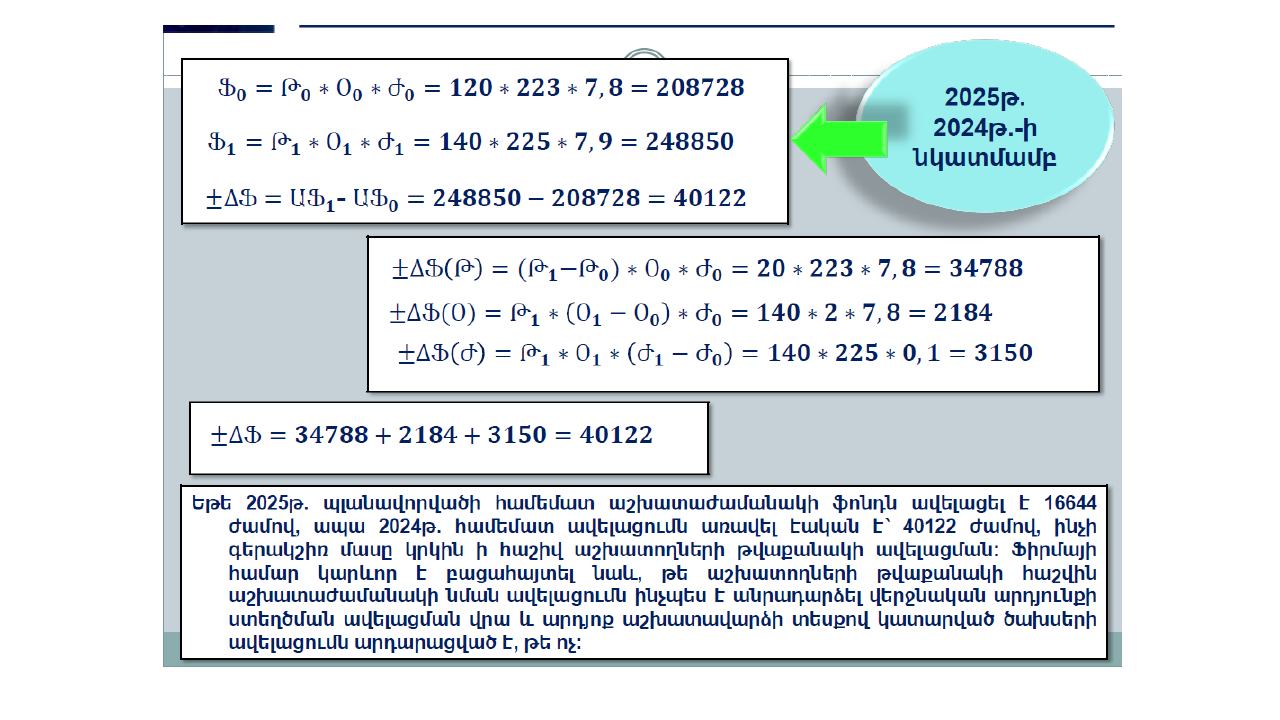 𝖥₀ = Թ₀ ∗ Օ₀ ∗ Ժ₀ = 120 ∗ 223 ∗ 7,8 = 208728
Ֆ₁ = Թ₁ ∗ Օ₁ ∗ Ժ₁ = 140 ∗ 225 ∗ 7,9 = 248850
±ΔՖ = ԱՖ₁- ԱՖ₀ = 248850 − 208728 = 40122
2025թ.
2024թ.-ի
նկատմամբ
±ΔՖ(Թ) = (Թ₁−Թ₀) ∗ Օ₀ ∗ Ժ₀ = 20 ∗ 223 ∗ 7,8 = 34788
±ΔՖ(Օ) = Թ₁ ∗ (Օ₁ − Օ₀) ∗ Ժ₀ = 140 ∗ 2 ∗ 7,8 = 2184
±ΔՖ(Ժ) = Թ₁ ∗ Օ₁ ∗ (Ժ₁ − Ժ₀) = 140 ∗ 225 ∗ 0,1 = 3150
±ΔՖ = 34788 + 2184 + 3150 = 40122
Եթե 2025թ. պլանավորվածի համեմատ աշխատաժամանակի ֆոնդն ավելացել է 16644
ժամով, ապա 2024թ. համեմատ ավելացումն առավել էական է՝ 40122 ժամով, ինչի
գերակշիռ մասը կրկին ի հաշիվ աշխատողների թվաքանակի ավելացման: Ֆիրմայի
համար կարևոր է բացահայտել նաև, թե աշխատողների թվաքանակի հաշվին
աշխատաժամանակի նման ավելացումն ինչպես է անրադարձել վերջնական արդյունքի
ստեղծման ավելացման վրա և արդյոք աշխատավարձի տեսքով կատարված ծախսերի
ավելացումն արդարացված է, թե ոչ: